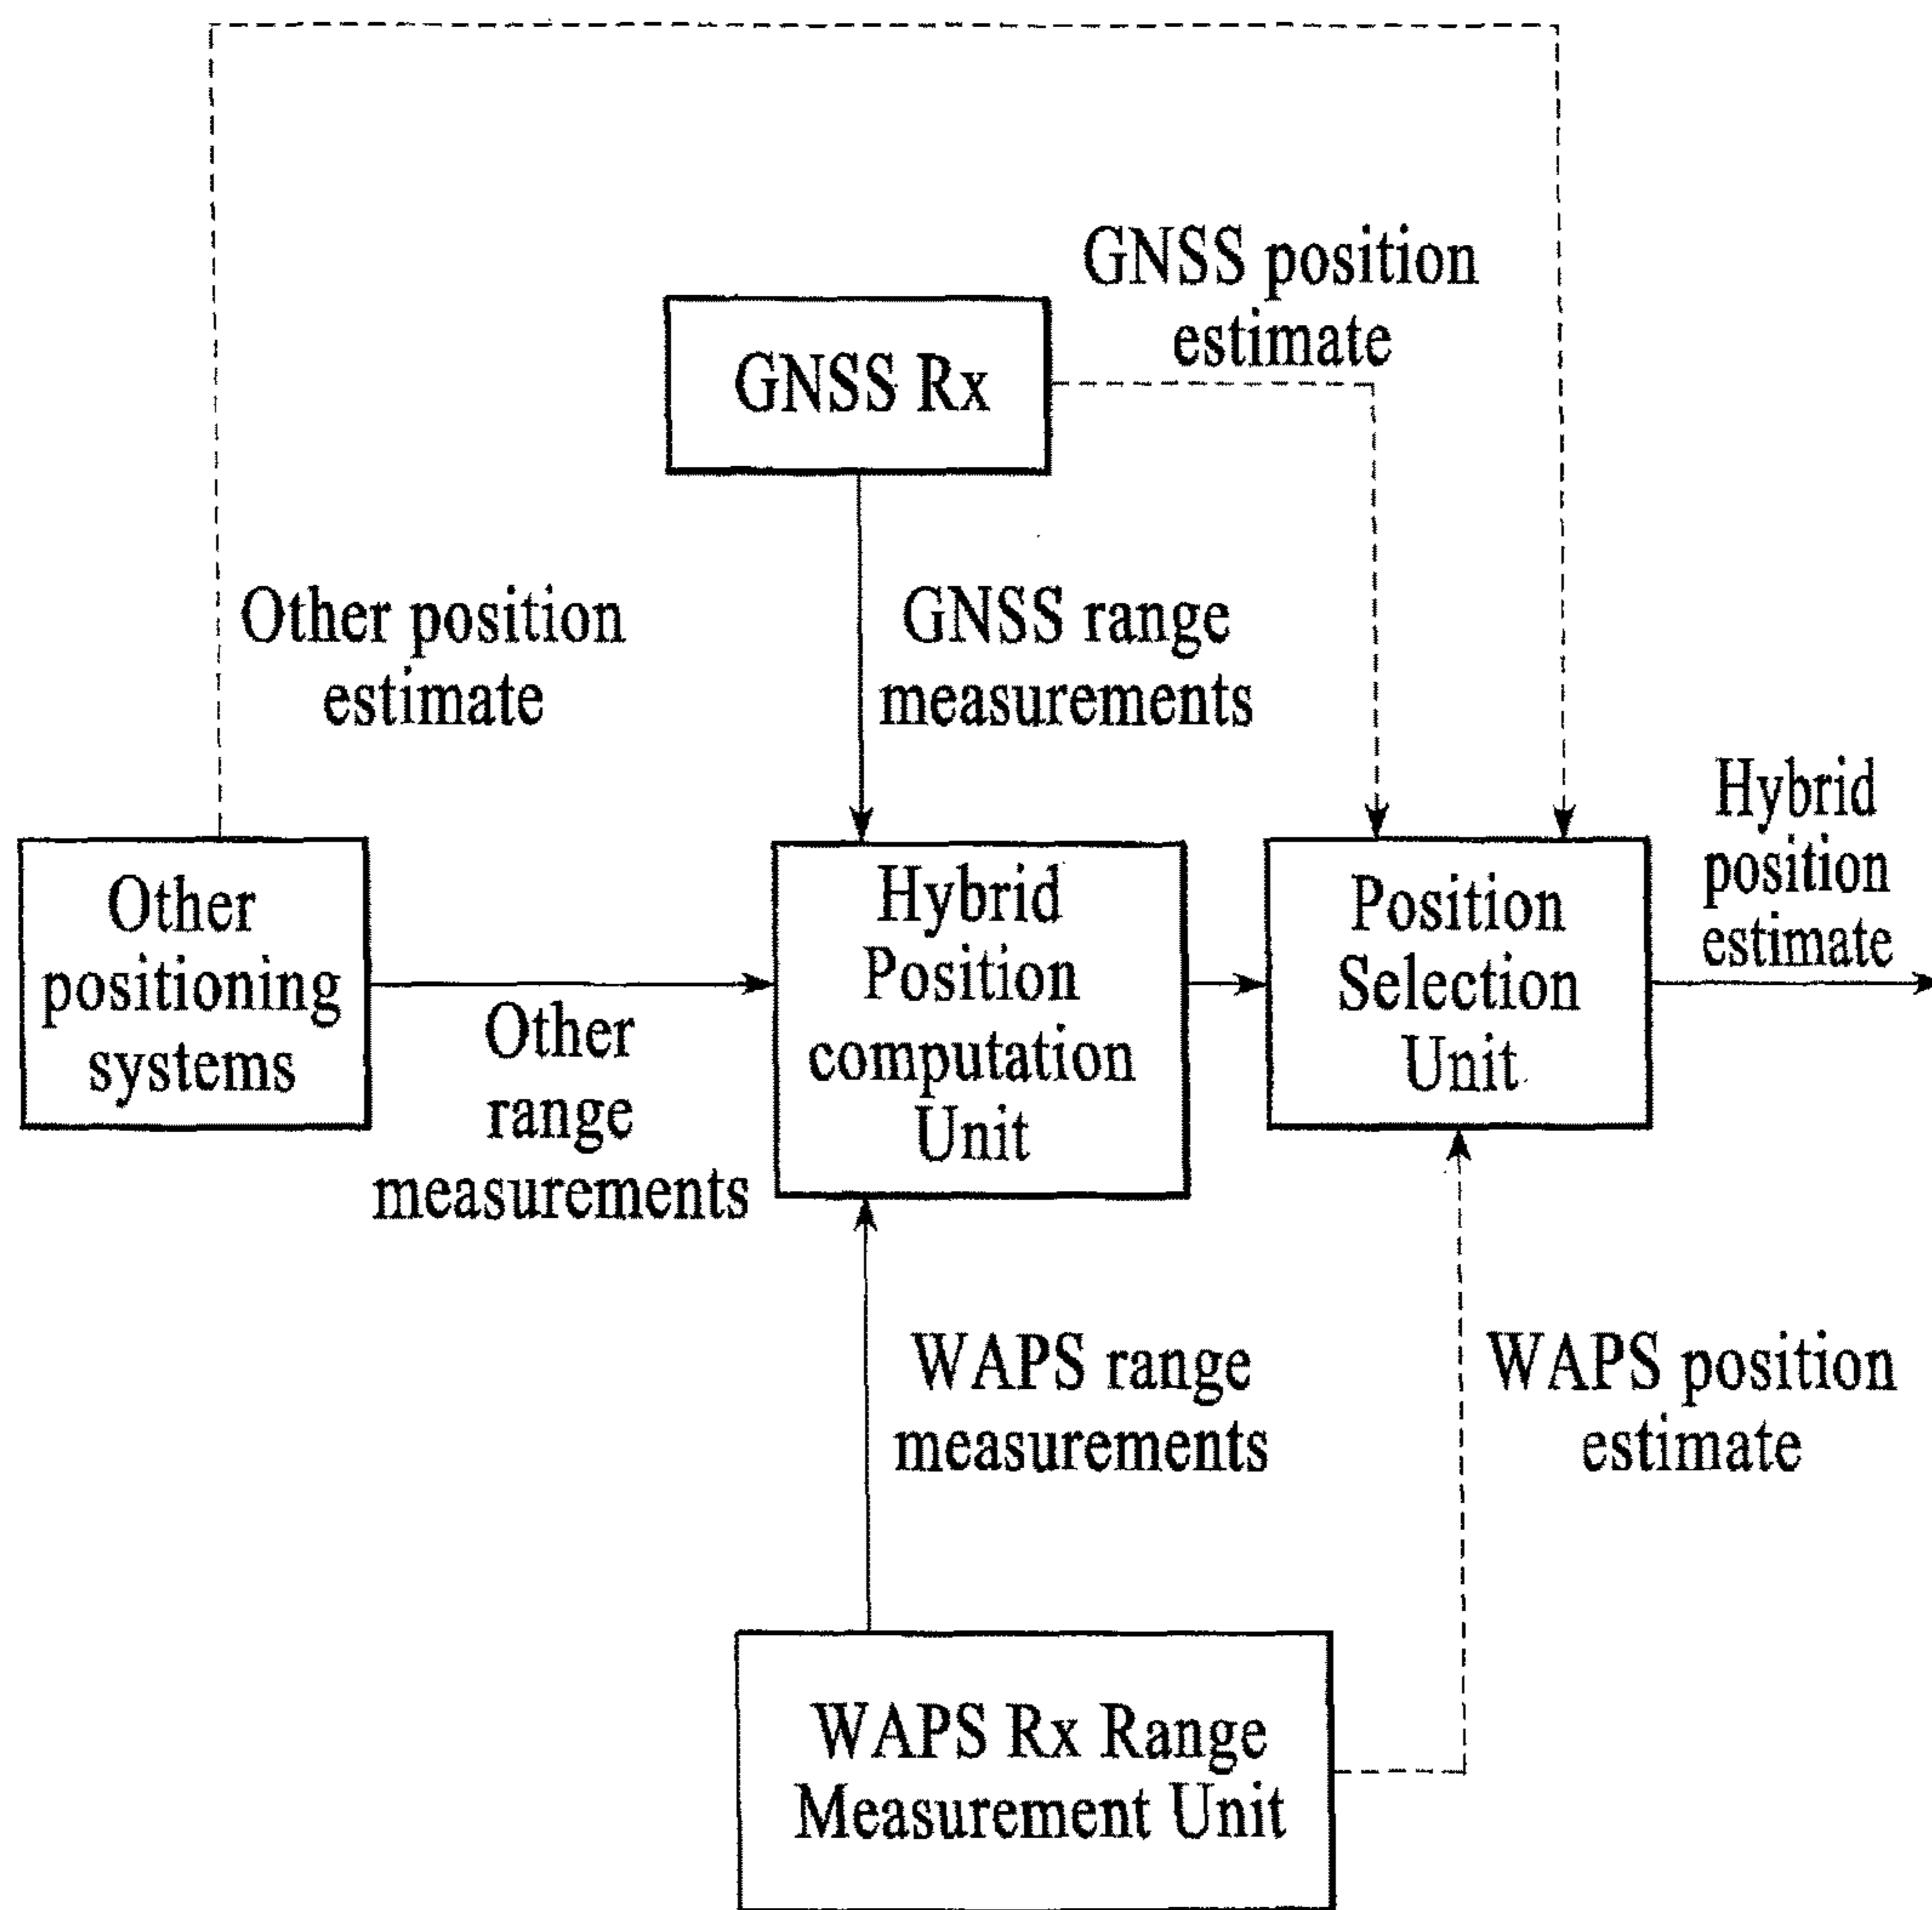 GNSS position
estimate
GNSS Rx
Other position
estimate
GNSS range
measurements
Hybrid
position
estimate
Other
positioning
systems
Other
range
measurements
Hybrid
Position
computation
Unit
Position
Selection
Unit
WAPS range
measurements
WAPS position
estimate
WAPS Rx Range
Measurement Unit